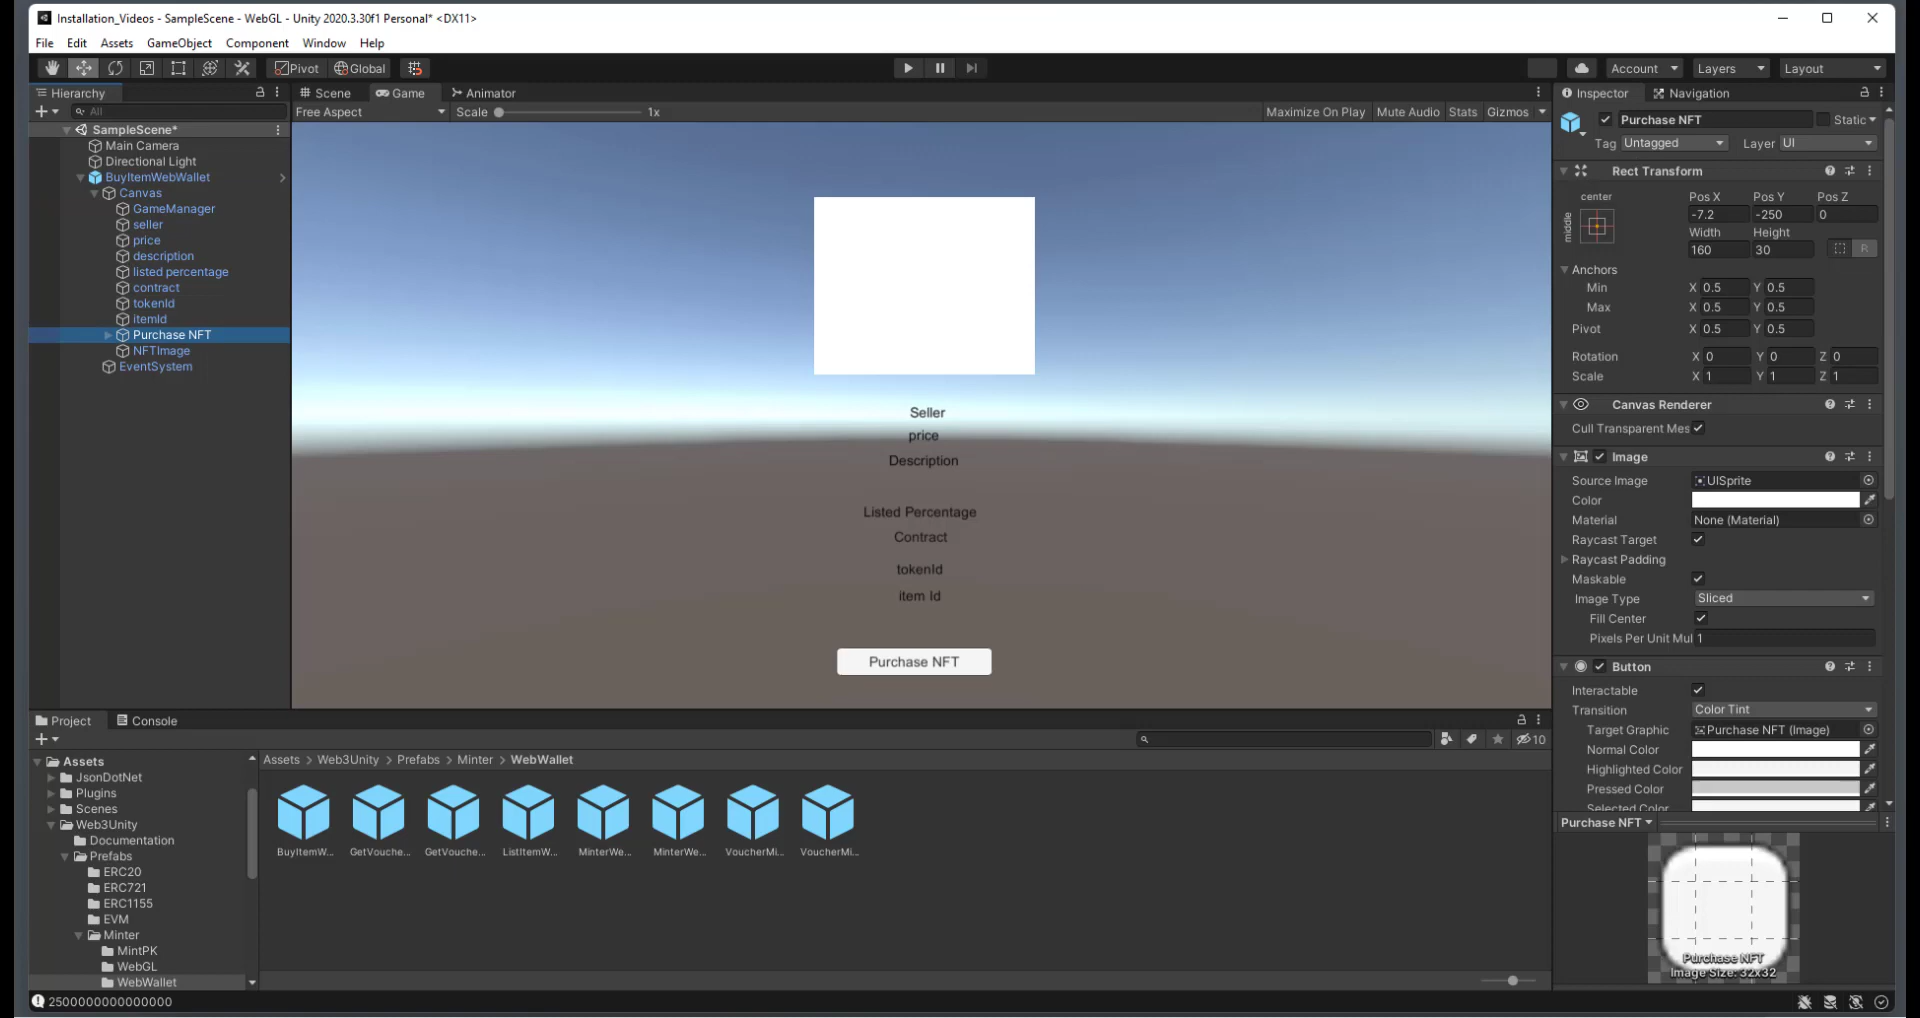 Installation_Videos - SampleScene - WebGL - Unity 2020.3.30f1 Personal* <DX11>
File Edit Assets GameObject Component Window Help
Pivot Global Account Layers Layout
Hierarchy
All
SampleScene*
Main Camera
Directional Light
BuyItemWebWallet
Canvas
GameManager
seller
price
description
listed percentage
contract
tokenId
itemId
Purchase NFT
NFTImage
EventSystem
Scene Game Animator
Free Aspect Scale 1x Maximize On Play Mute Audio Stats Gizmos
Seller
price
Description
Listed Percentage
Contract
tokenId
item Id
Purchase NFT
Inspector Navigation
Purchase NFT Static
Tag Untagged Layer UI
Rect Transform
center
middle
Pos X Pos Y Pos Z
-7.2 -250 0
Width Height
160 30 R
Anchors
Min X 0.5 Y 0.5
Max X 0.5 Y 0.5
Pivot X 0.5 Y 0.5
Rotation X 0 Y 0 Z 0
Scale X 1 Y 1 Z 1
Canvas Renderer
Cull Transparent Mes
Image
Source Image UISprite
Color
Material None (Material)
Raycast Target
Raycast Padding
Maskable
Image Type Sliced
Fill Center
Pixels Per Unit Mul 1
Button
Interactable
Transition Color Tint
Target Graphic Purchase NFT (Image)
Normal Color
Highlighted Color
Pressed Color
Selected Color
Purchase NFT
Purchase NFT
Image Size: 32x32
Project Console
10
Assets
JsonDotNet
Plugins
Scenes
Web3Unity
Documentation
Prefabs
ERC20
ERC721
ERC1155
EVM
Minter
MintPK
WebGL
WebWallet
Assets Web3Unity Prefabs Minter WebWallet
BuyItemW... GetVouche... GetVouche... ListItemW... MinterWe... MinterWe... VoucherMi... VoucherMi...
2500000000000000